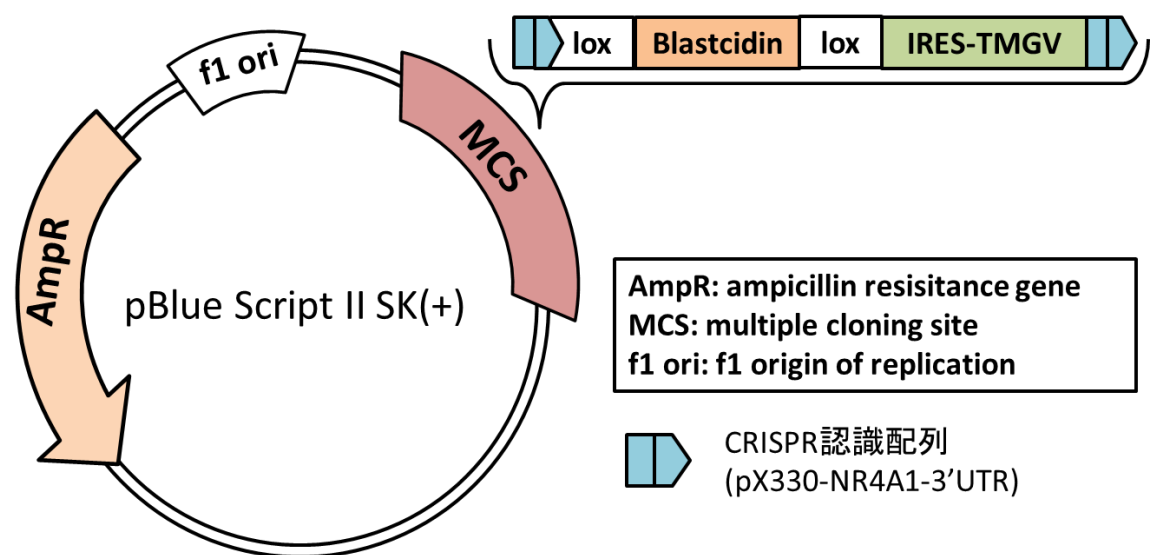 lox Blastcidin lox IRES-TMGV
f1 ori
MCS
AmpR
pBlue Script II SK(+)
AmpR: ampicillin resisitance gene
MCS: multiple cloning site
f1 ori: f1 origin of replication
CRISPR認識配列
(pX330-NR4A1-3’UTR)